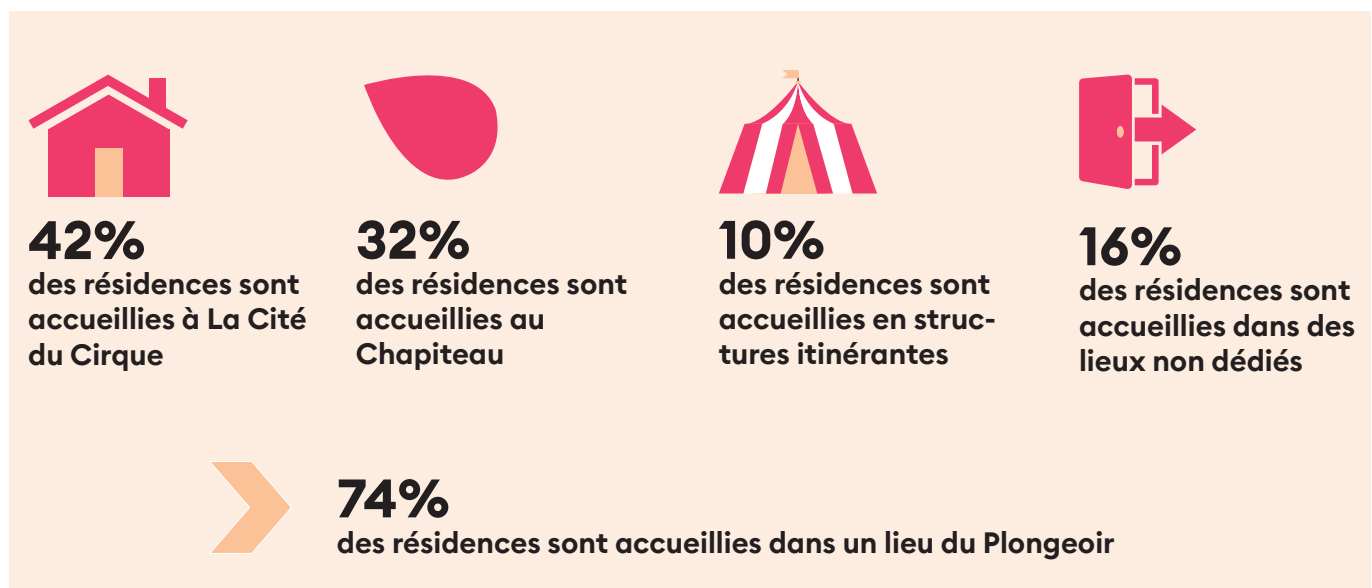 42%
des résidences sont
accueillies à La Cité
du Cirque
32%
des résidences sont
accueillies au
Chapiteau
10%
des résidences sont
accueillies en struc-
tures itinérantes
16%
des résidences sont
accueillies dans des
lieux non dédiés
74%
des résidences sont accueillies dans un lieu du Plongeoir